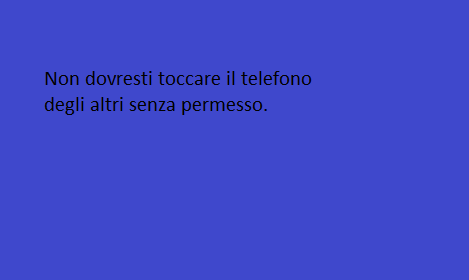 Non dovresti toccare il telefono
degli altri senza permesso.